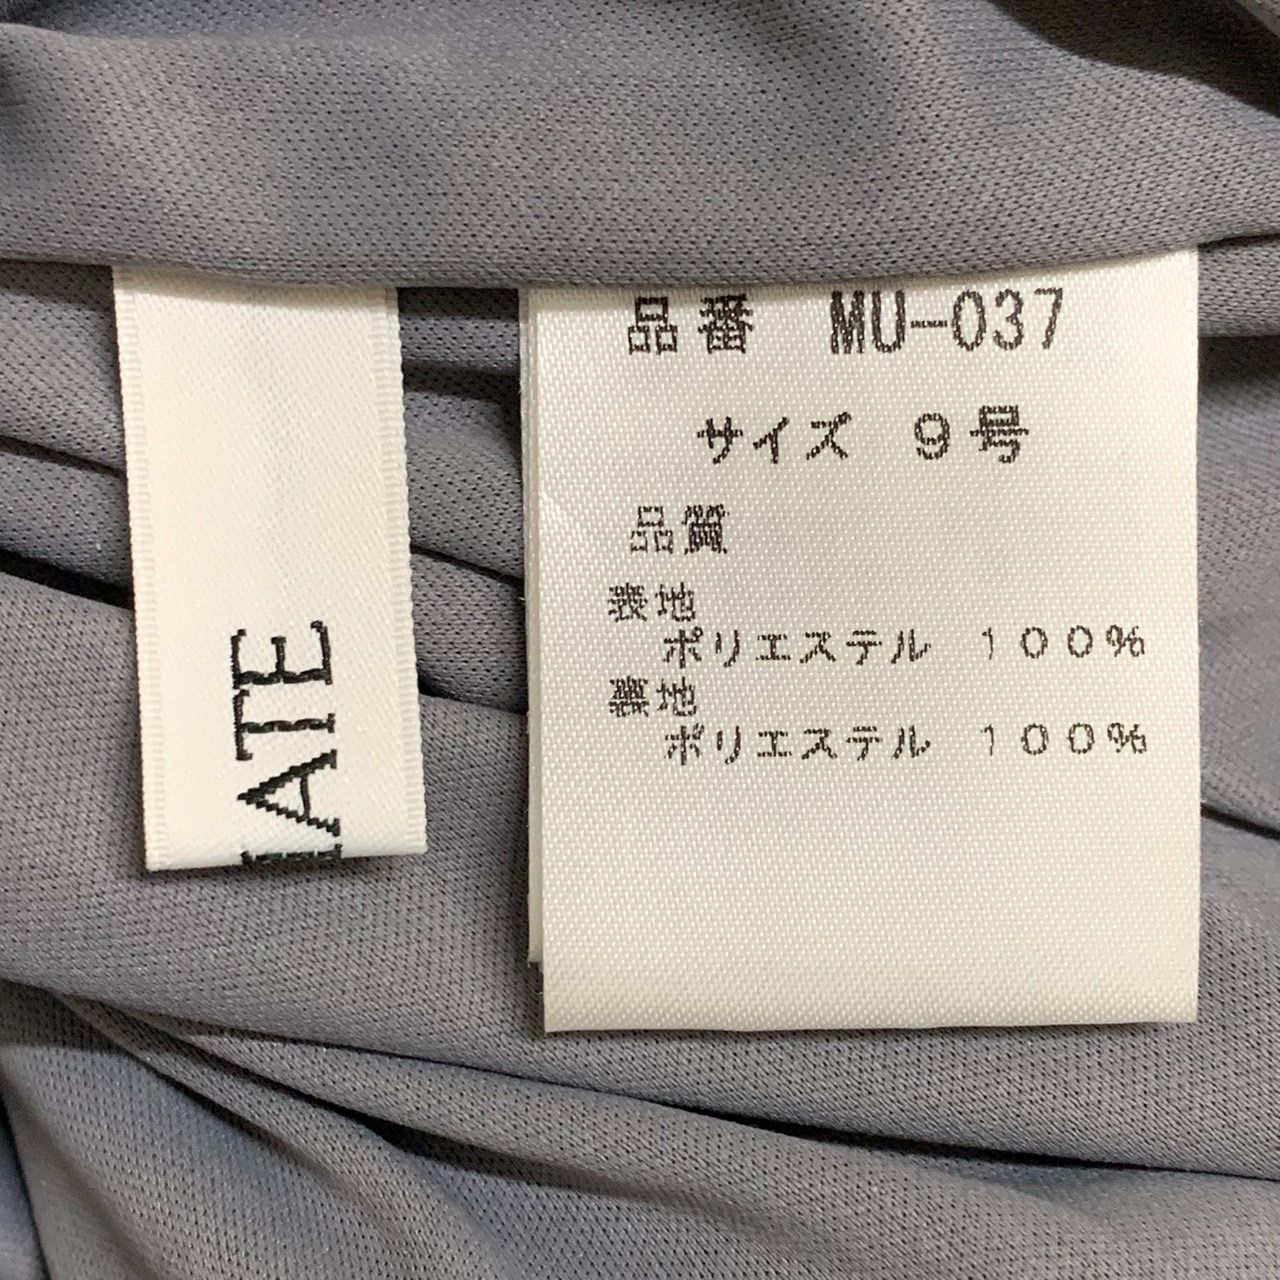 ATE
品番 MU-037
サイズ 9号
品質
表地
ポリエステル 100%
裏地
ポリエステル 100%